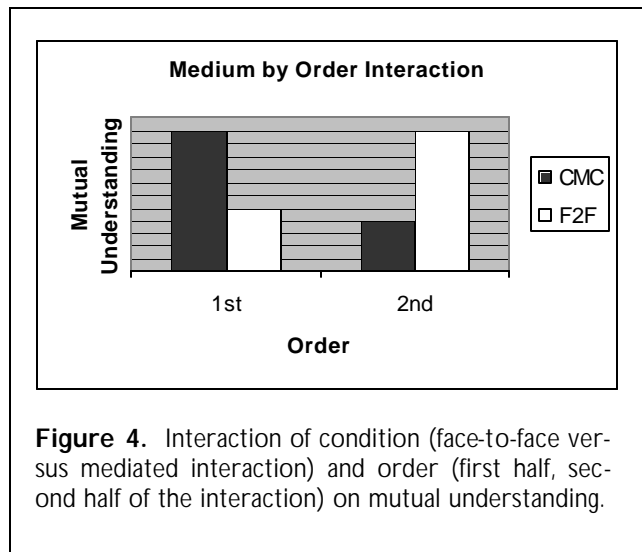 Medium by Order Interaction
Mutual
Understanding
CMC
F2F
1st 2nd
Order
Figure 4. Interaction of condition (face-to-face ver-
sus mediated interaction) and order (first half, sec-
ond half of the interaction) on mutual understanding.